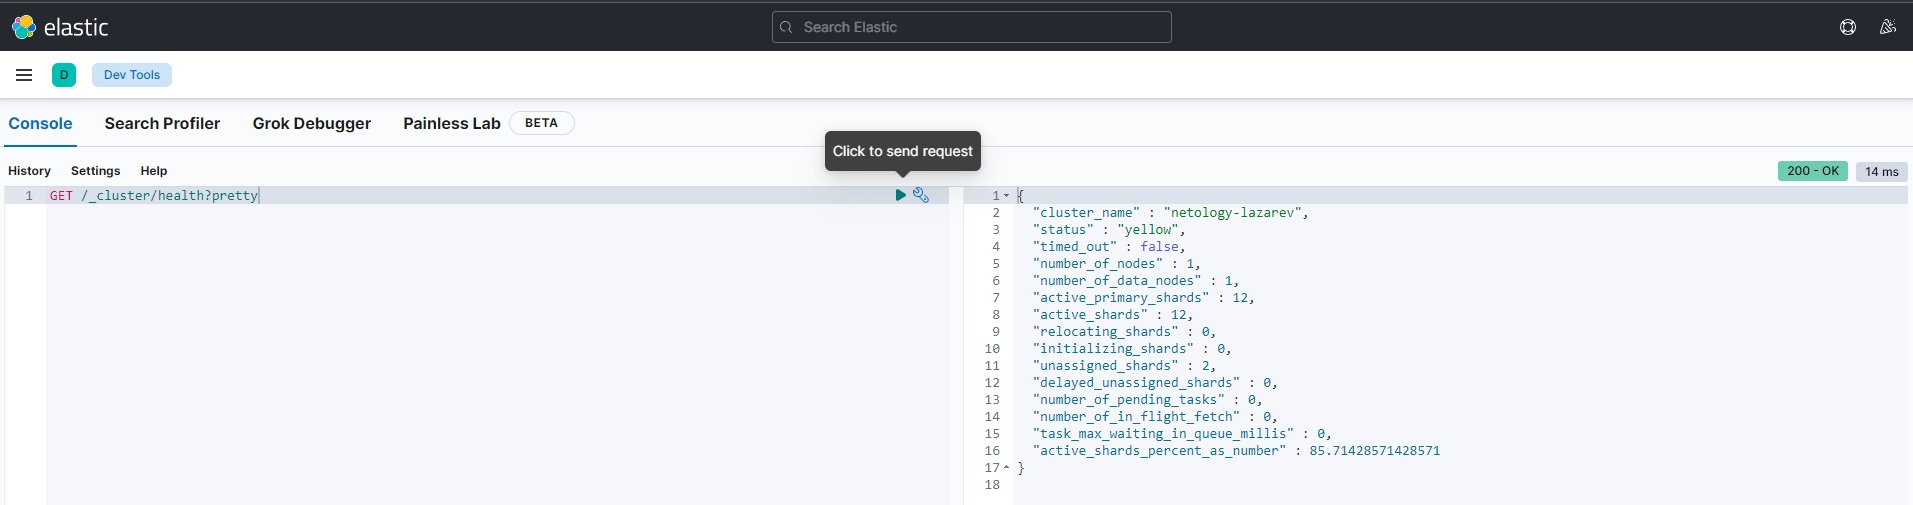 elastic
Search Elastic
D
Dev Tools
Console Search Profiler Grok Debugger Painless Lab BETA
Click to send request
History Settings Help
200 - OK 14 ms
1 GET /_cluster/health?pretty
1 {
2 "cluster_name" : "netology-lazarev",
3 "status" : "yellow",
4 "timed_out" : false,
5 "number_of_nodes" : 1,
6 "number_of_data_nodes" : 1,
7 "active_primary_shards" : 12,
8 "active_shards" : 12,
9 "relocating_shards" : 0,
10 "initializing_shards" : 0,
11 "unassigned_shards" : 2,
12 "delayed_unassigned_shards" : 0,
13 "number_of_pending_tasks" : 0,
14 "number_of_in_flight_fetch" : 0,
15 "task_max_waiting_in_queue_millis" : 0,
16 "active_shards_percent_as_number" : 85.71428571428571
17 }
18